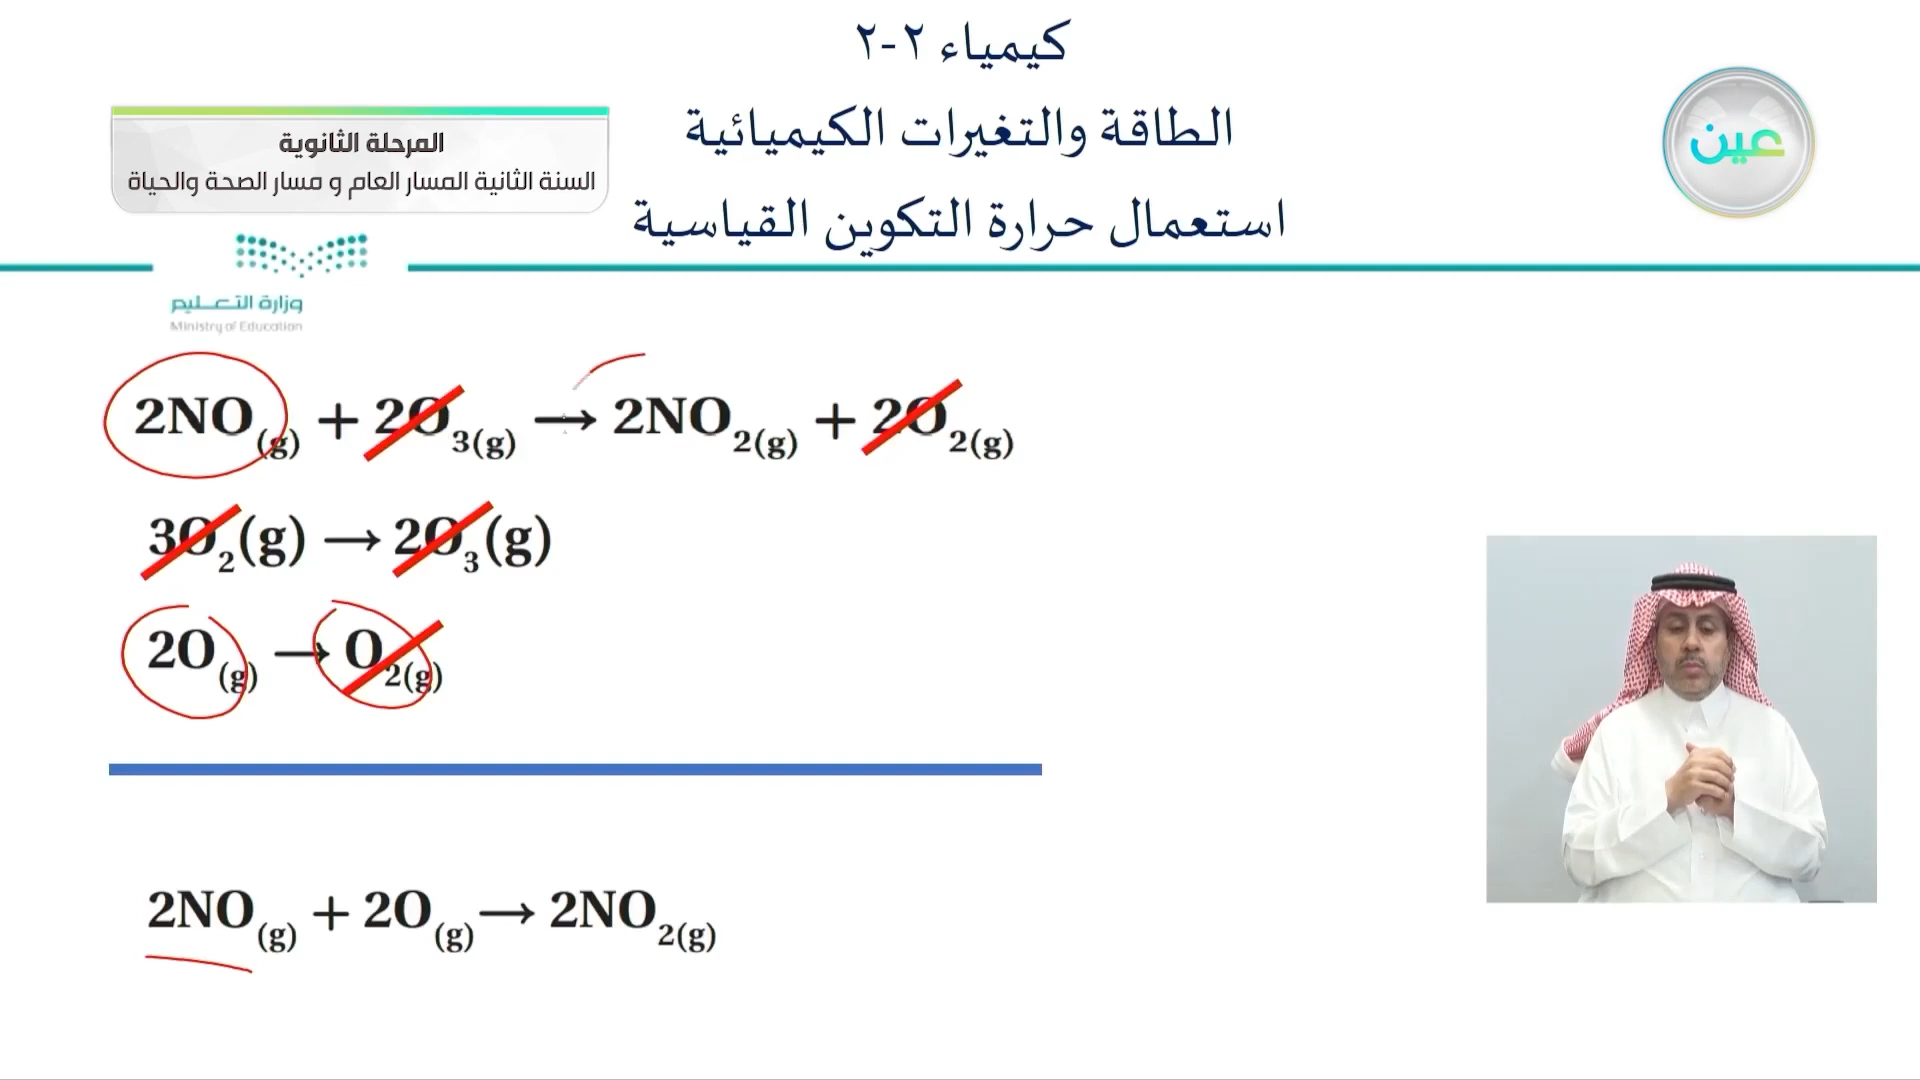 كيمياء ٢-٢
الطاقة والتغيرات الكيميائية
استعمال حرارة التكوين القياسية
المرحلة الثانوية
السنة الثانية المسار العام و مسار الصحة والحياة
عين
وزارة التعليم
Ministry of Education
2NO(g) + 2O3(g) → 2NO2(g) + 2O2(g)
3O2(g) → 2O3(g)
2O(g) → O2(g)
2NO(g) + 2O(g) → 2NO2(g)